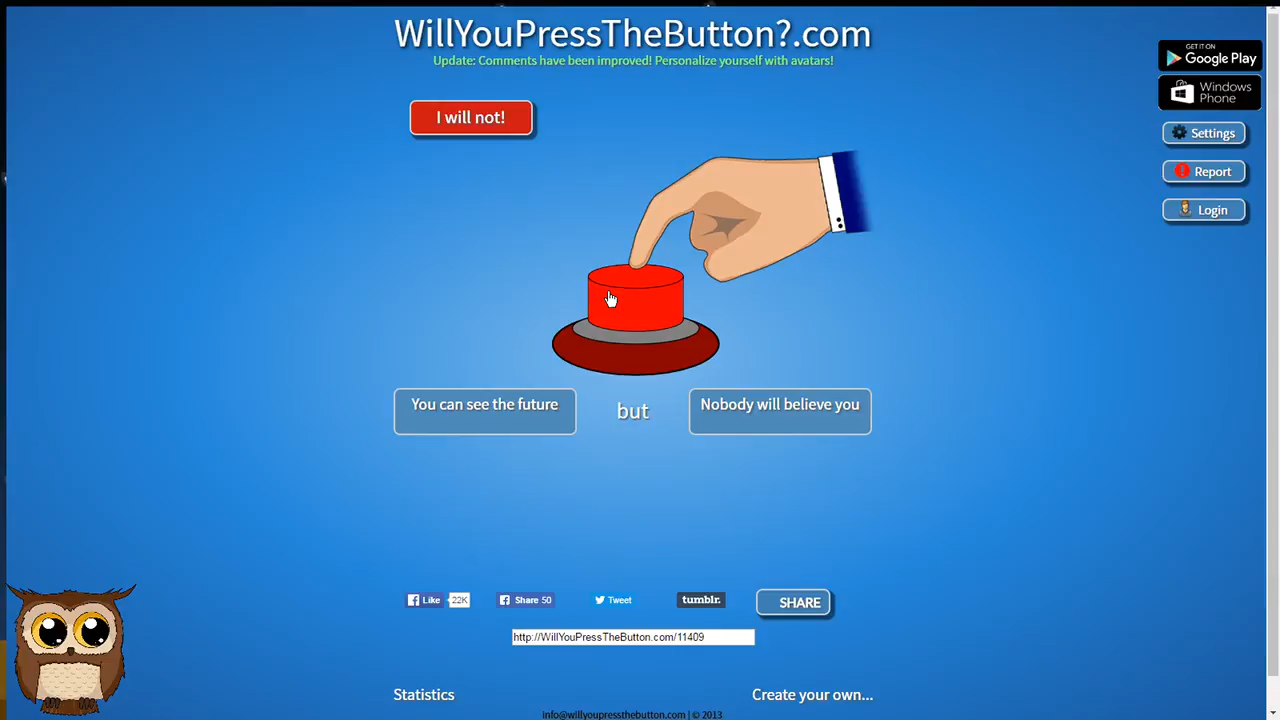 WillYouPressTheButton?.com
Update: Comments have been improved! Personalize yourself with avatars!
GET IT ON
Google Play
Windows
Phone
I will not!
Settings
Report
Login
You can see the future
but
Nobody will believe you
Like 22K
Share 50
Tweet
tumblr.
SHARE
http://WillYouPressTheButton.com/11409
Statistics
Create your own...
info@willyoupressthebutton.com | © 2013